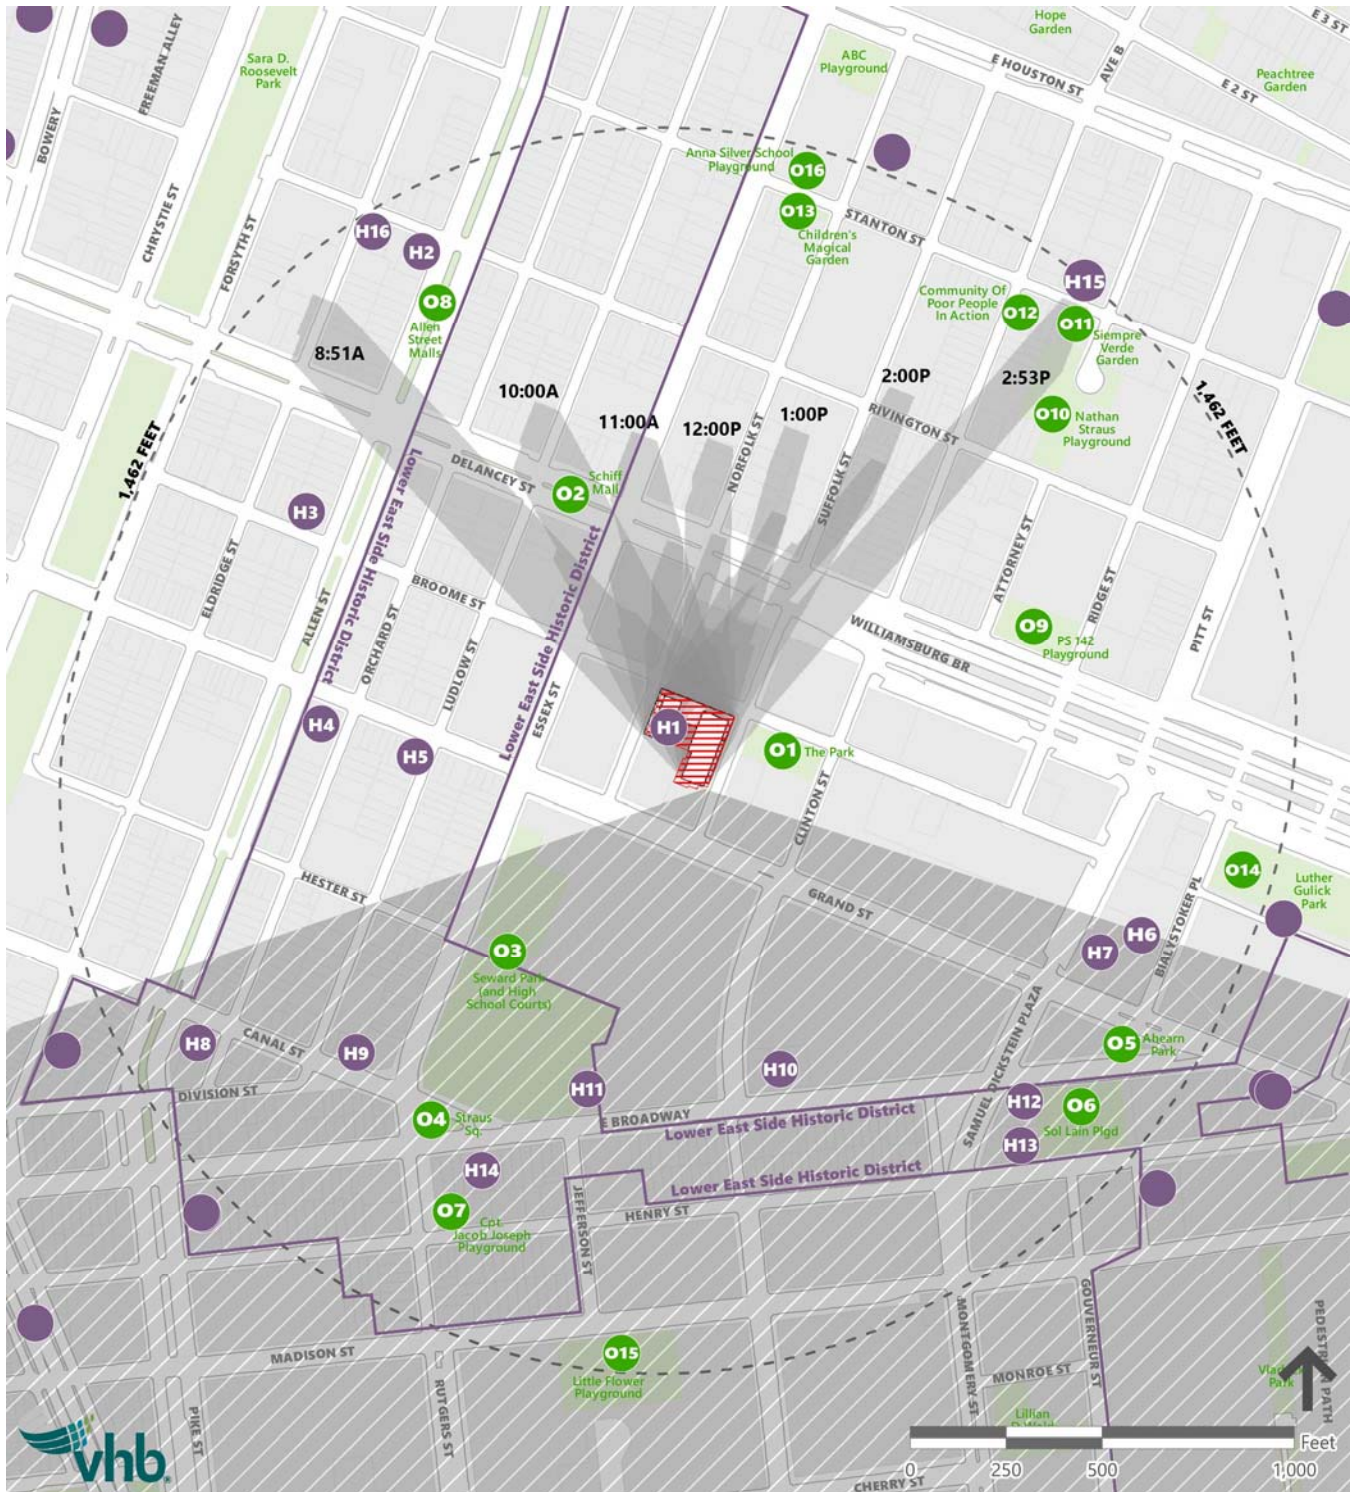 Hope
Garden
E 3 ST
FREEMAN ALLEY
Sara D.
Roosevelt
Park
ABC
Playground
E HOUSTON ST
AVE B
E 2 ST
Peachtree
Garden
BOWERY
CHRYSTIE ST
FORSYTH ST
Anna Silver School
Playground
O16
O13
STANTON ST
Children's
Magical
Garden
H16
H2
H15
O8
Allen
Street
Malls
Community Of
Poor People
In Action
O12
O11
Siempre
Verde
Garden
8:51A
10:00A
11:00A
12:00P
1:00P
2:00P
2:53P
RIVINGTON ST
O10
Nathan
Straus
Playground
1,462 FEET
1,462 FEET
DELANCEY ST
O2
Schiff
Mall
NORFOLK ST
SUFFOLK ST
H3
Lower East Side Historic District
Lower East Side Historic District
ELDRIDGE ST
ALLEN ST
BROOME ST
ORCHARD ST
LUDLOW ST
ESSEX ST
ATTORNEY ST
RIDGE ST
PITT ST
O9
PS 142
Playground
WILLIAMSBURG BR
H4
H5
H1
O1
The Park
CLINTON ST
HESTER ST
GRAND ST
O14
Luther
Gulick
Park
BIALYSTOKER PL
H6
H7
O3
Seward Park
(and High
School Courts)
SAMUEL DICKSTEIN PLAZA
H8
CANAL ST
H9
O5
Ahearn
Park
H10
H11
DIVISION ST
H12
O6
Sol Lain Plgd
H13
O4
Straus
Sq.
E BROADWAY
Lower East Side Historic District
Lower East Side Historic District
H14
O7
Cpt.
Jacob Joseph
Playground
JEFFERSON ST
HENRY ST
MADISON ST
O15
Little Flower
Playground
MONTGOMERY ST
GOUVERNEUR ST
MONROE ST
PIKE ST
RUTGERS ST
Lillian
Park
CHERRY ST
vhb
0
250
500
1,000
Feet